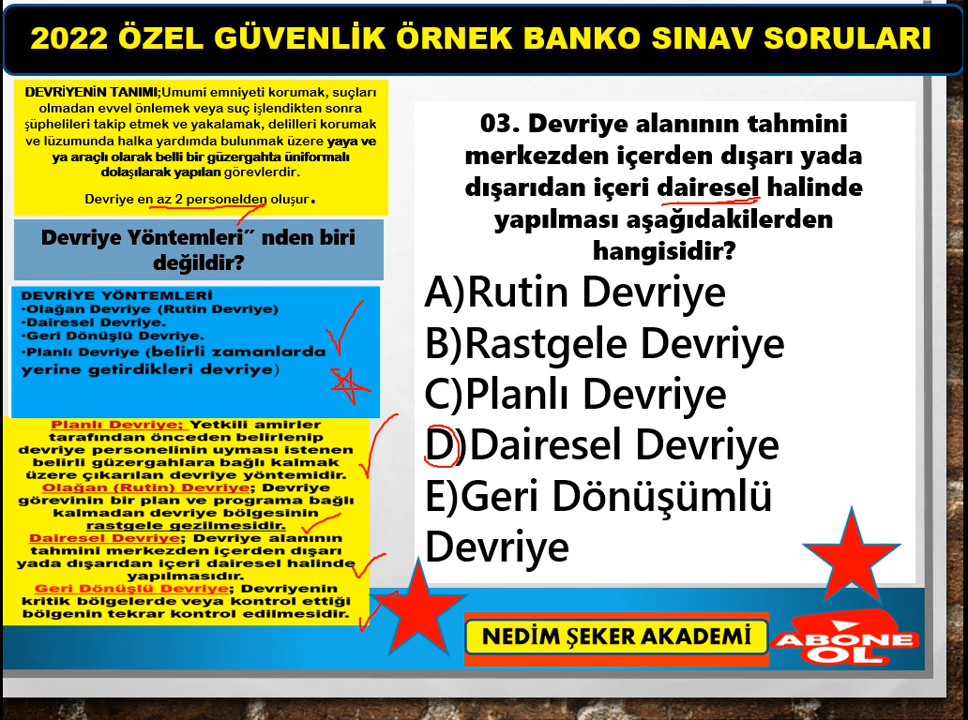 2022 ÖZEL GÜVENLİK ÖRNEK BANKO SINAV SORULARI
DEVRİYENİN TANIMI;Umumi emniyeti korumak, suçları
olmadan evvel önlemek veya suç işlendikten sonra
şüphelileri takip etmek ve yakalamak, delilleri korumak
ve lüzumunda halka yardımda bulunmak üzere yaya ve
ya araçlı olarak belli bir güzergahta üniformalı
dolaşılarak yapılan görevlerdir.
Devriye en az 2 personelden oluşur.
Devriye Yöntemleri” nden biri
değildir?
DEVRİYE YÖNTEMLERİ
•Olağan Devriye (Rutin Devriye)
•Dairesel Devriye.
•Geri Dönüşlü Devriye.
•Planlı Devriye (belirli zamanlarda
yerine getirdikleri devriye)
Planlı Devriye; Yetkili amirler
tarafından önceden belirlenip
devriye personelinin uyması istenen
belirli güzergahlara bağlı kalmak
üzere çıkarılan devriye yöntemidir.
Olağan (Rutin) Devriye; Devriye
görevinin bir plan ve programa bağlı
kalmadan devriye bölgesinin
rastgele gezilmesidir.
Dairesel Devriye; Devriye alanının
tahmini merkezden içerden dışarı
yada dışarıdan içeri dairesel halinde
yapılmasıdır.
Geri Dönüşlü Devriye; Devriyenin
kritik bölgelerde veya kontrol ettiği
bölgenin tekrar kontrol edilmesidir.
03. Devriye alanının tahmini
merkezden içerden dışarı yada
dışarıdan içeri dairesel halinde
yapılması aşağıdakilerden
hangisidir?
A)Rutin Devriye
B)Rastgele Devriye
C)Planlı Devriye
D)Dairesel Devriye
E)Geri Dönüşümlü
Devriye
NEDİM ŞEKER AKADEMİ
ABONE
OL